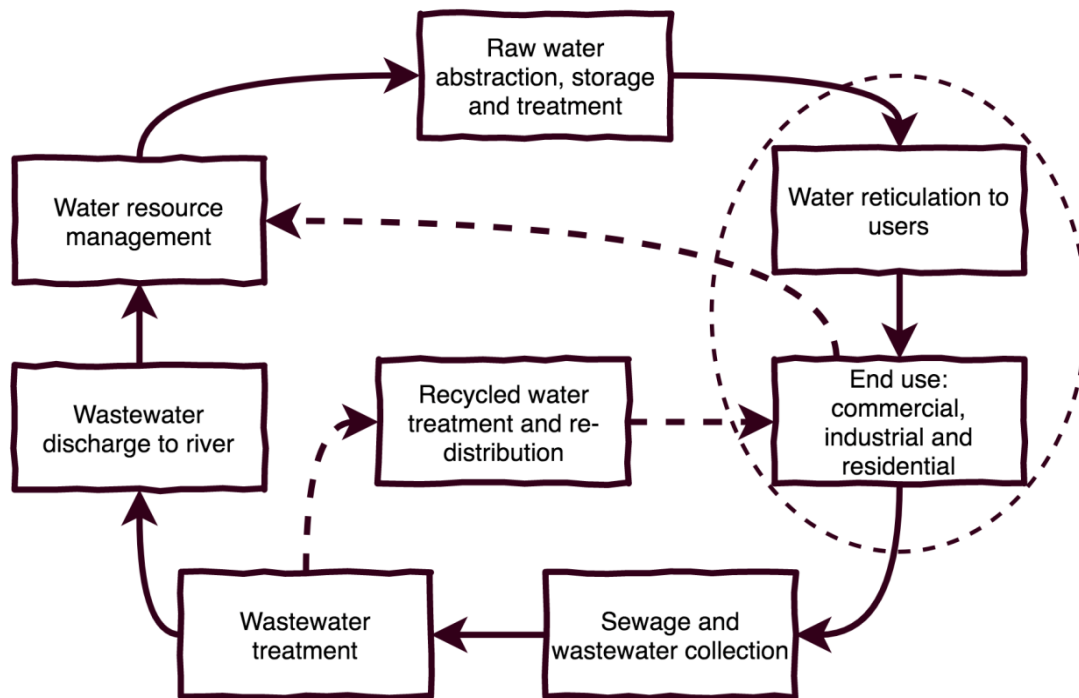 Raw water
abstraction, storage
and treatment
Water resource
management
Water reticulation to
users
Wastewater
discharge to river
Recycled water
treatment and re-
distribution
End use:
commercial,
industrial and
residential
Wastewater
treatment
Sewage and
wastewater collection